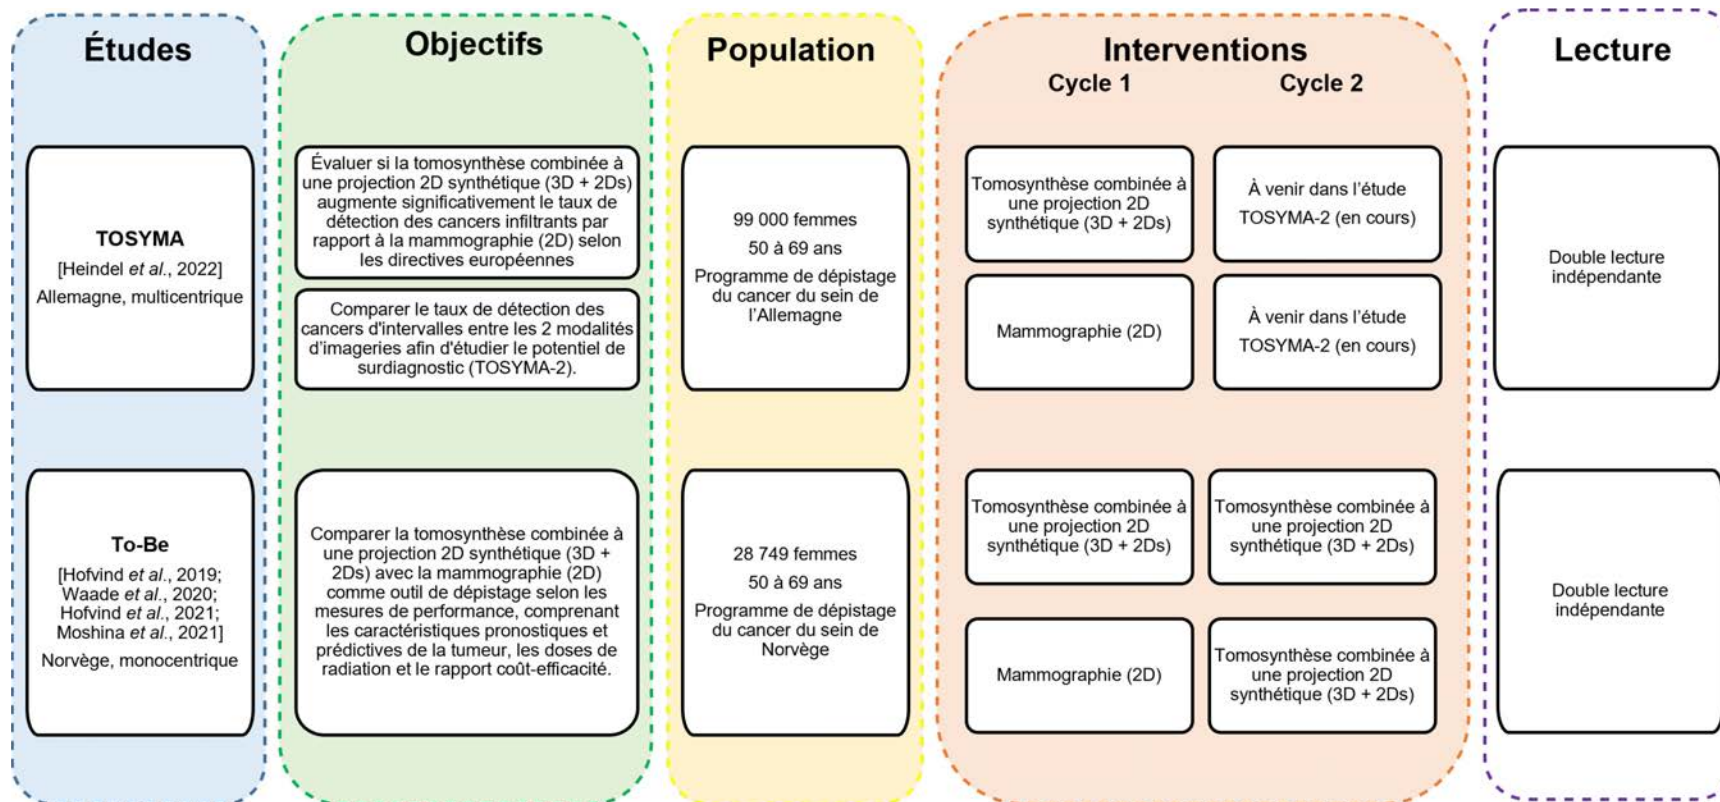 Études
Objectifs
Population
Interventions
Cycle 1
Cycle 2
Lecture
TOSYMA
[Heindel et al., 2022]
Allemagne, multicentrique
Évaluer si la tomosynthèse combinée à
une projection 2D synthétique (3D + 2Ds)
augmente significativement le taux de
détection des cancers infiltrants par
rapport à la mammographie (2D) selon
les directives européennes
Comparer le taux de détection des
cancers d'intervalles entre les 2 modalités
d’imageries afin d'étudier le potentiel de
surdiagnostic (TOSYMA-2).
99 000 femmes
50 à 69 ans
Programme de dépistage
du cancer du sein de
l’Allemagne
Tomosynthèse combinée à
une projection 2D
synthétique (3D + 2Ds)
À venir dans l’étude
TOSYMA-2 (en cours)
Mammographie (2D)
À venir dans l’étude
TOSYMA-2 (en cours)
Double lecture
indépendante
To-Be
[Hofvind et al., 2019;
Waade et al., 2020;
Hofvind et al., 2021;
Moshina et al., 2021]
Norvège, monocentrique
Comparer la tomosynthèse combinée à
une projection 2D synthétique (3D +
2Ds) avec la mammographie (2D)
comme outil de dépistage selon les
mesures de performance, comprenant
les caractéristiques pronostiques et
prédictives de la tumeur, les doses de
radiation et le rapport coût-efficacité.
28 749 femmes
50 à 69 ans
Programme de dépistage
du cancer du sein de
Norvège
Tomosynthèse combinée à
une projection 2D
synthétique (3D + 2Ds)
Tomosynthèse combinée à
une projection 2D
synthétique (3D + 2Ds)
Mammographie (2D)
Tomosynthèse combinée à
une projection 2D
synthétique (3D + 2Ds)
Double lecture
indépendante